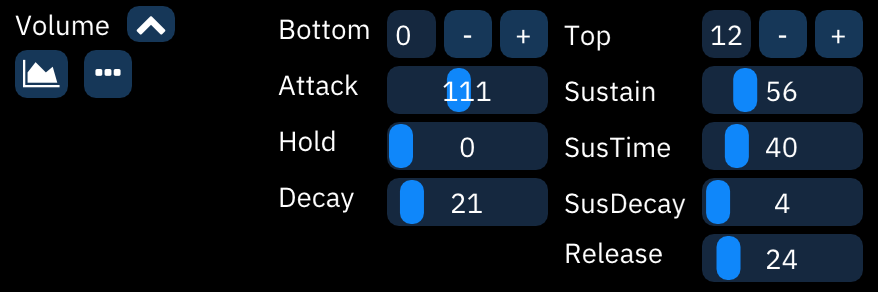 Volume
Bottom 0 - + Top 12 - +
Attack 111 Sustain 56
Hold 0 SusTime 40
Decay 21 SusDecay 4
Release 24